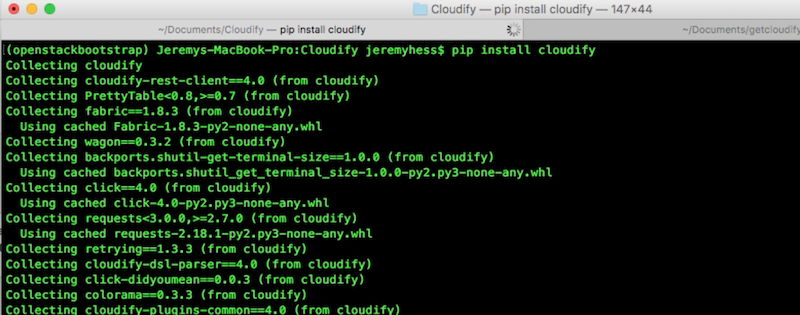 Cloudify — pip install cloudify — 147×44
~/Documents/Cloudify — pip install cloudify
~/Documents/getcloudify
(openstackbootstrap) Jeremys-MacBook-Pro:Cloudify jeremyhess$ pip install cloudify
Collecting cloudify
Collecting cloudify-rest-client==4.0 (from cloudify)
Collecting PrettyTable<0.8,>=0.7 (from cloudify)
Collecting fabric==1.8.3 (from cloudify)
  Using cached Fabric-1.8.3-py2-none-any.whl
Collecting wagon==0.3.2 (from cloudify)
Collecting backports.shutil-get-terminal-size==1.0.0 (from cloudify)
  Using cached backports.shutil_get_terminal_size-1.0.0-py2.py3-none-any.whl
Collecting click==4.0 (from cloudify)
  Using cached click-4.0-py2.py3-none-any.whl
Collecting requests<3.0.0,>=2.7.0 (from cloudify)
  Using cached requests-2.18.1-py2.py3-none-any.whl
Collecting retrying==1.3.3 (from cloudify)
Collecting cloudify-dsl-parser==4.0 (from cloudify)
Collecting click-didyoumean==0.0.3 (from cloudify)
Collecting colorama==0.3.3 (from cloudify)
Collecting cloudify-plugins-common==4.0 (from cloudify)